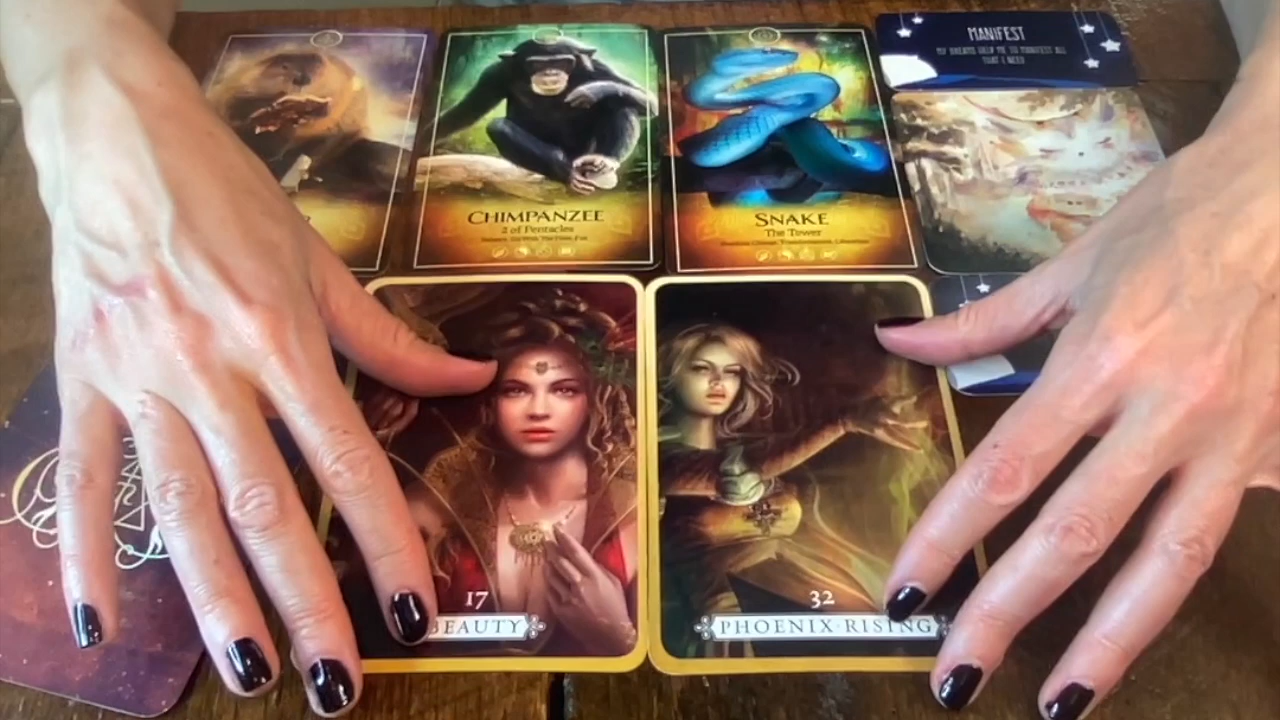 MANIFEST
MY DREAMS HELP ME TO MANIFEST ALL
THAT I NEED
CHIMPANZEE
2 of Pentacles
SNAKE
The Tower
17
BEAUTY
32
PHOENIX·RISING